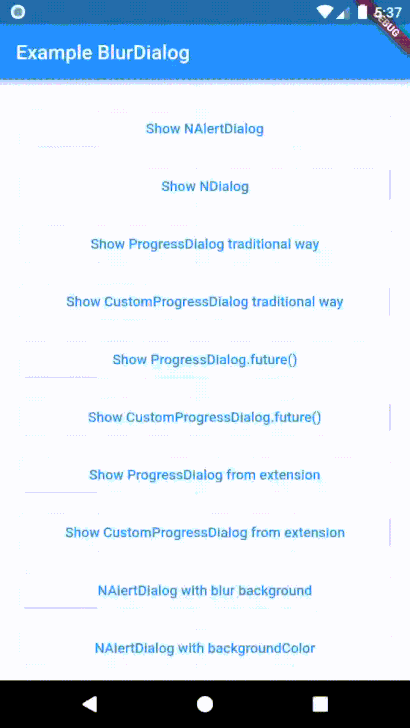 5:37
DEBUG
Example BlurDialog
Show NAlertDialog
Show NDialog
Show ProgressDialog traditional way
Show CustomProgressDialog traditional way
Show ProgressDialog.future()
Show CustomProgressDialog.future()
Show ProgressDialog from extension
Show CustomProgressDialog from extension
NAlertDialog with blur background
NAlertDialog with backgroundColor